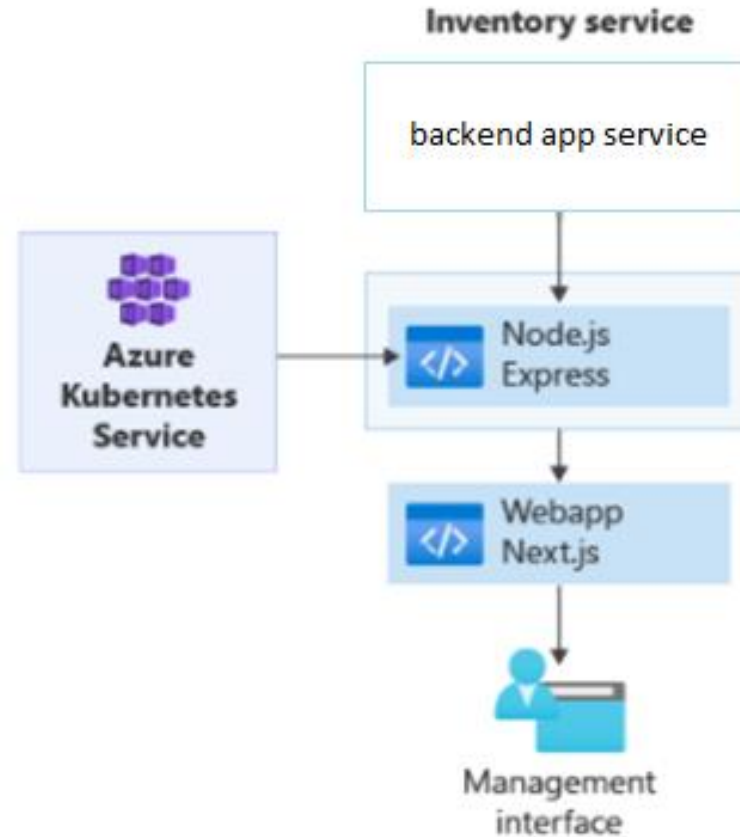 Inventory service
backend app service
Azure
Kubernetes
Service
</>
Node.js
Express
</>
Webapp
Next.js
Management
interface